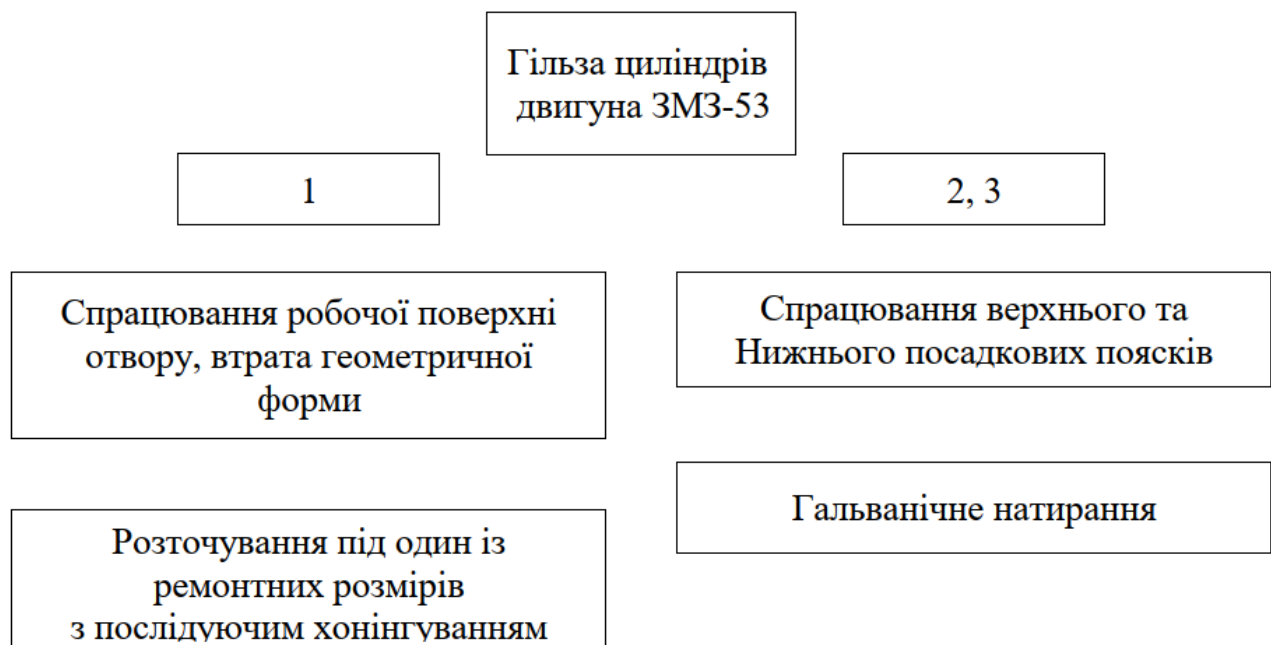 Гільза циліндрів
двигуна ЗМЗ-53
1
2, 3
Спрацювання робочої поверхні
отвору, втрата геометричної
форми
Спрацювання верхнього та
Нижнього посадкових поясків
Гальванічне натирання
Розточування під один із
ремонтних розмірів
з послідуючим хонінгуванням